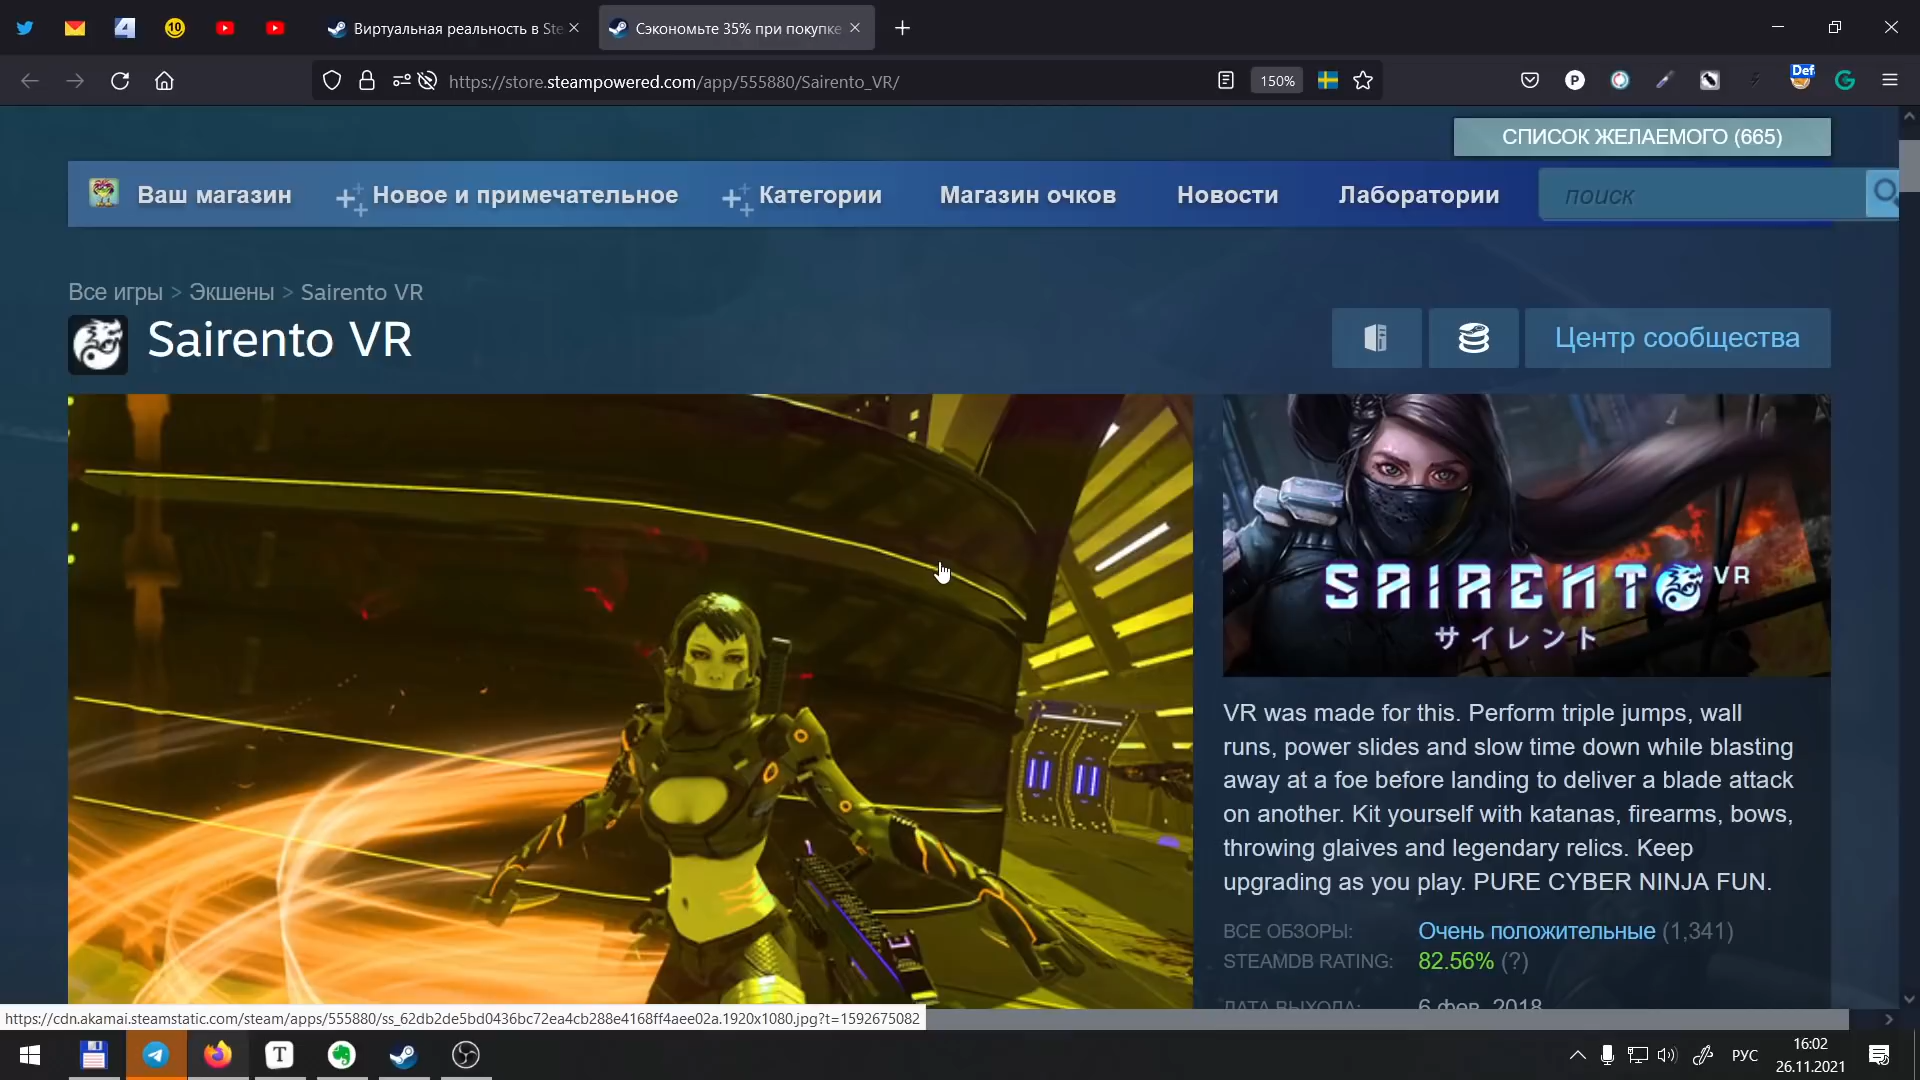 10
Виртуальная реальность в Ste
Сэкономьте 35% при покупке
https://store.steampowered.com/app/555880/Sairento_VR/
150%
Def
СПИСОК ЖЕЛАЕМОГО (665)
Ваш магазин
Новое и примечательное
Категории
Магазин очков
Новости
Лаборатории
поиск
Все игры > Экшены > Sairento VR
Sairento VR
Центр сообщества
SAIRENTO VR
サイレント
VR was made for this. Perform triple jumps, wall
runs, power slides and slow time down while blasting
away at a foe before landing to deliver a blade attack
on another. Kit yourself with katanas, firearms, bows,
throwing glaives and legendary relics. Keep
upgrading as you play. PURE CYBER NINJA FUN.
ВСЕ ОБЗОРЫ: Очень положительные (1,341)
STEAMDB RATING: 82.56% (?)
ДАТА ВЫХОДА: 6 фев. 2018
https://cdn.akamai.steamstatic.com/steam/apps/555880/ss_62db2de5bd0436bc72ea4cb288e4168ff4aee02a.1920x1080.jpg?t=1592675082
РУС
16:02
26.11.2021